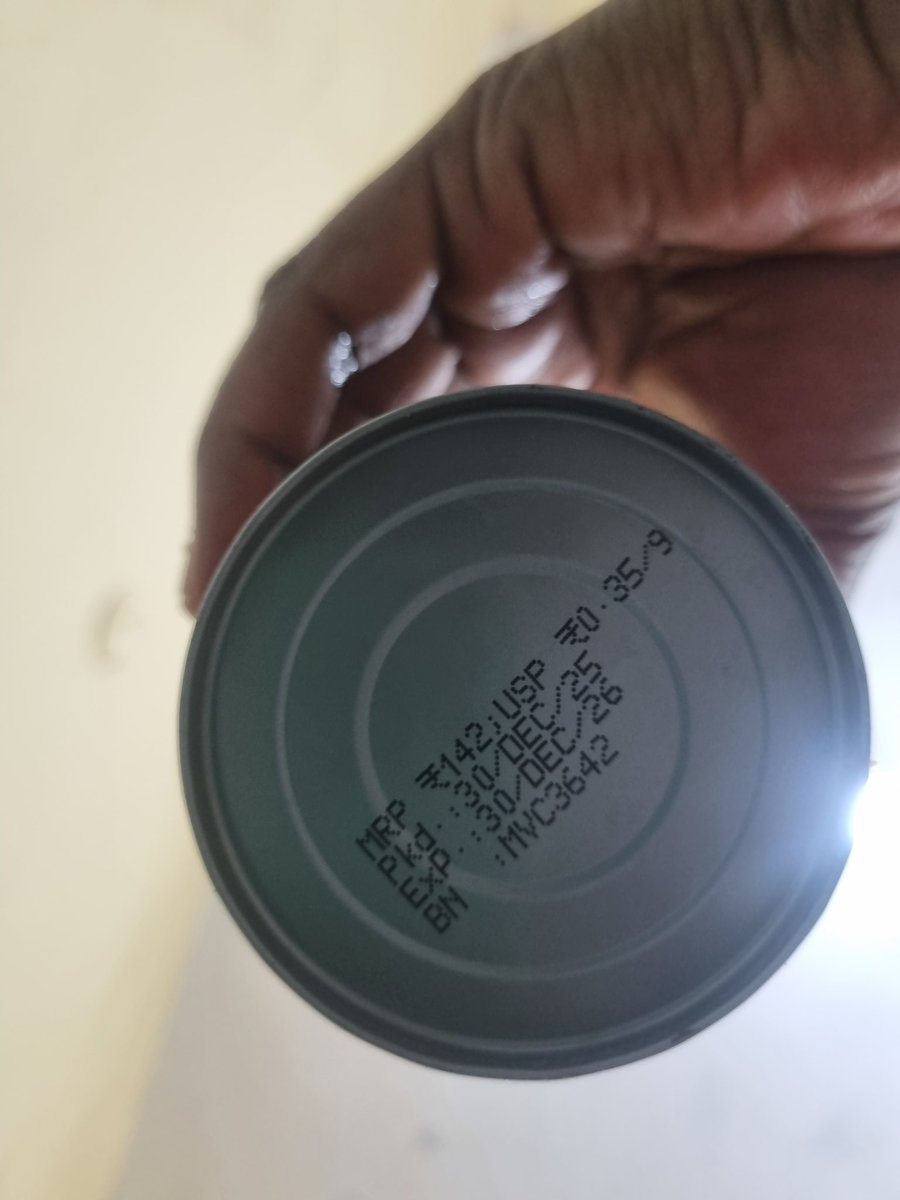 MRP ₹142;USP ₹0.35/g
Pkd.:30/DEC/25
Exp.:30/DEC/26
BN :MVC3642